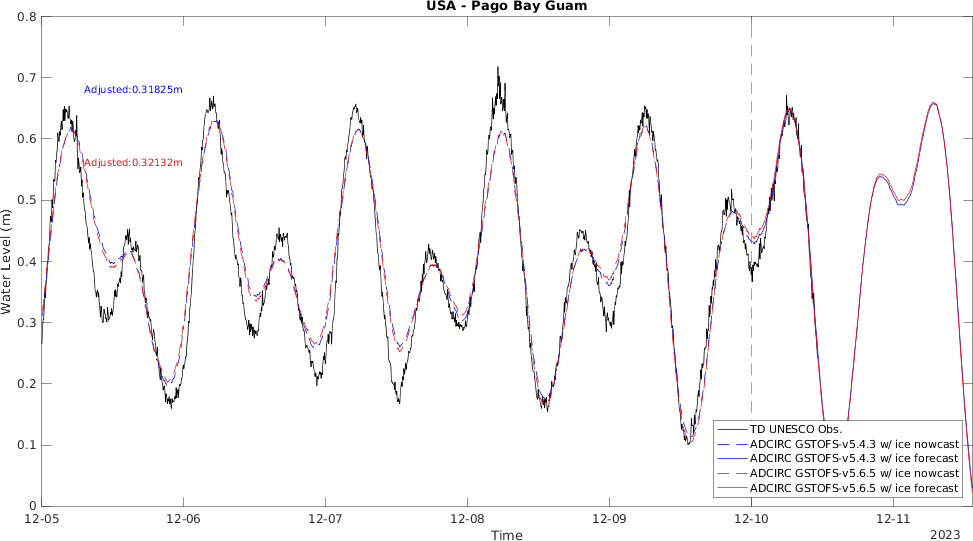 USA - Pago Bay Guam
0.8
0.7
0.6
0.5
0.4
0.3
0.2
0.1
0
Water Level (m)
Adjusted:0.31825m
Adjusted:0.32132m
TD UNESCO Obs.
ADCIRC GSTOFS-v5.4.3 w/ ice nowcast
ADCIRC GSTOFS-v5.4.3 w/ ice forecast
ADCIRC GSTOFS-v5.6.5 w/ ice nowcast
ADCIRC GSTOFS-v5.6.5 w/ ice forecast
12-05 12-06 12-07 12-08 12-09 12-10 12-11
Time
2023